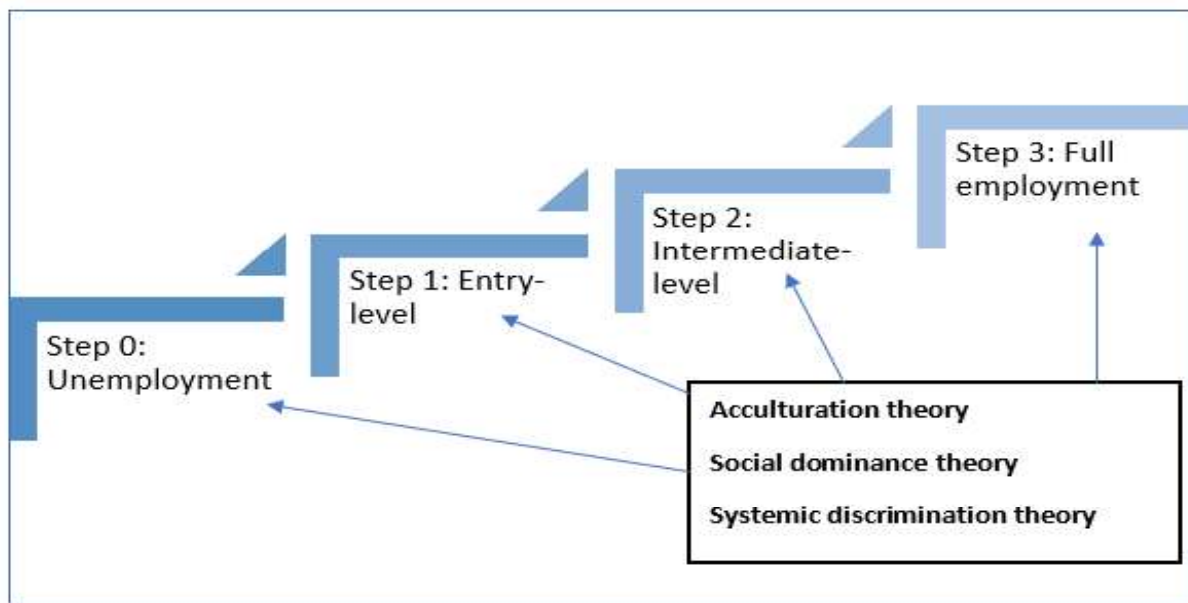 Step 0:
Unemployment
Step 1: Entry-
level
Step 2:
Intermediate-
level
Step 3: Full
employment
Acculturation theory
Social dominance theory
Systemic discrimination theory